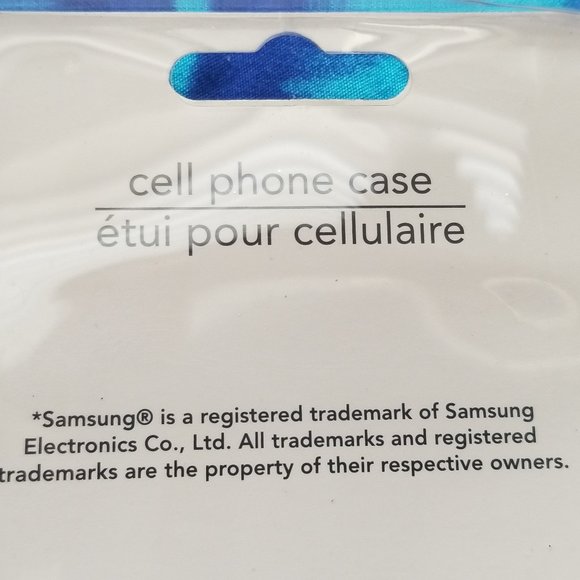 cell phone case
étui pour cellulaire
*Samsung® is a registered trademark of Samsung
Electronics Co., Ltd. All trademarks and registered
trademarks are the property of their respective owners.